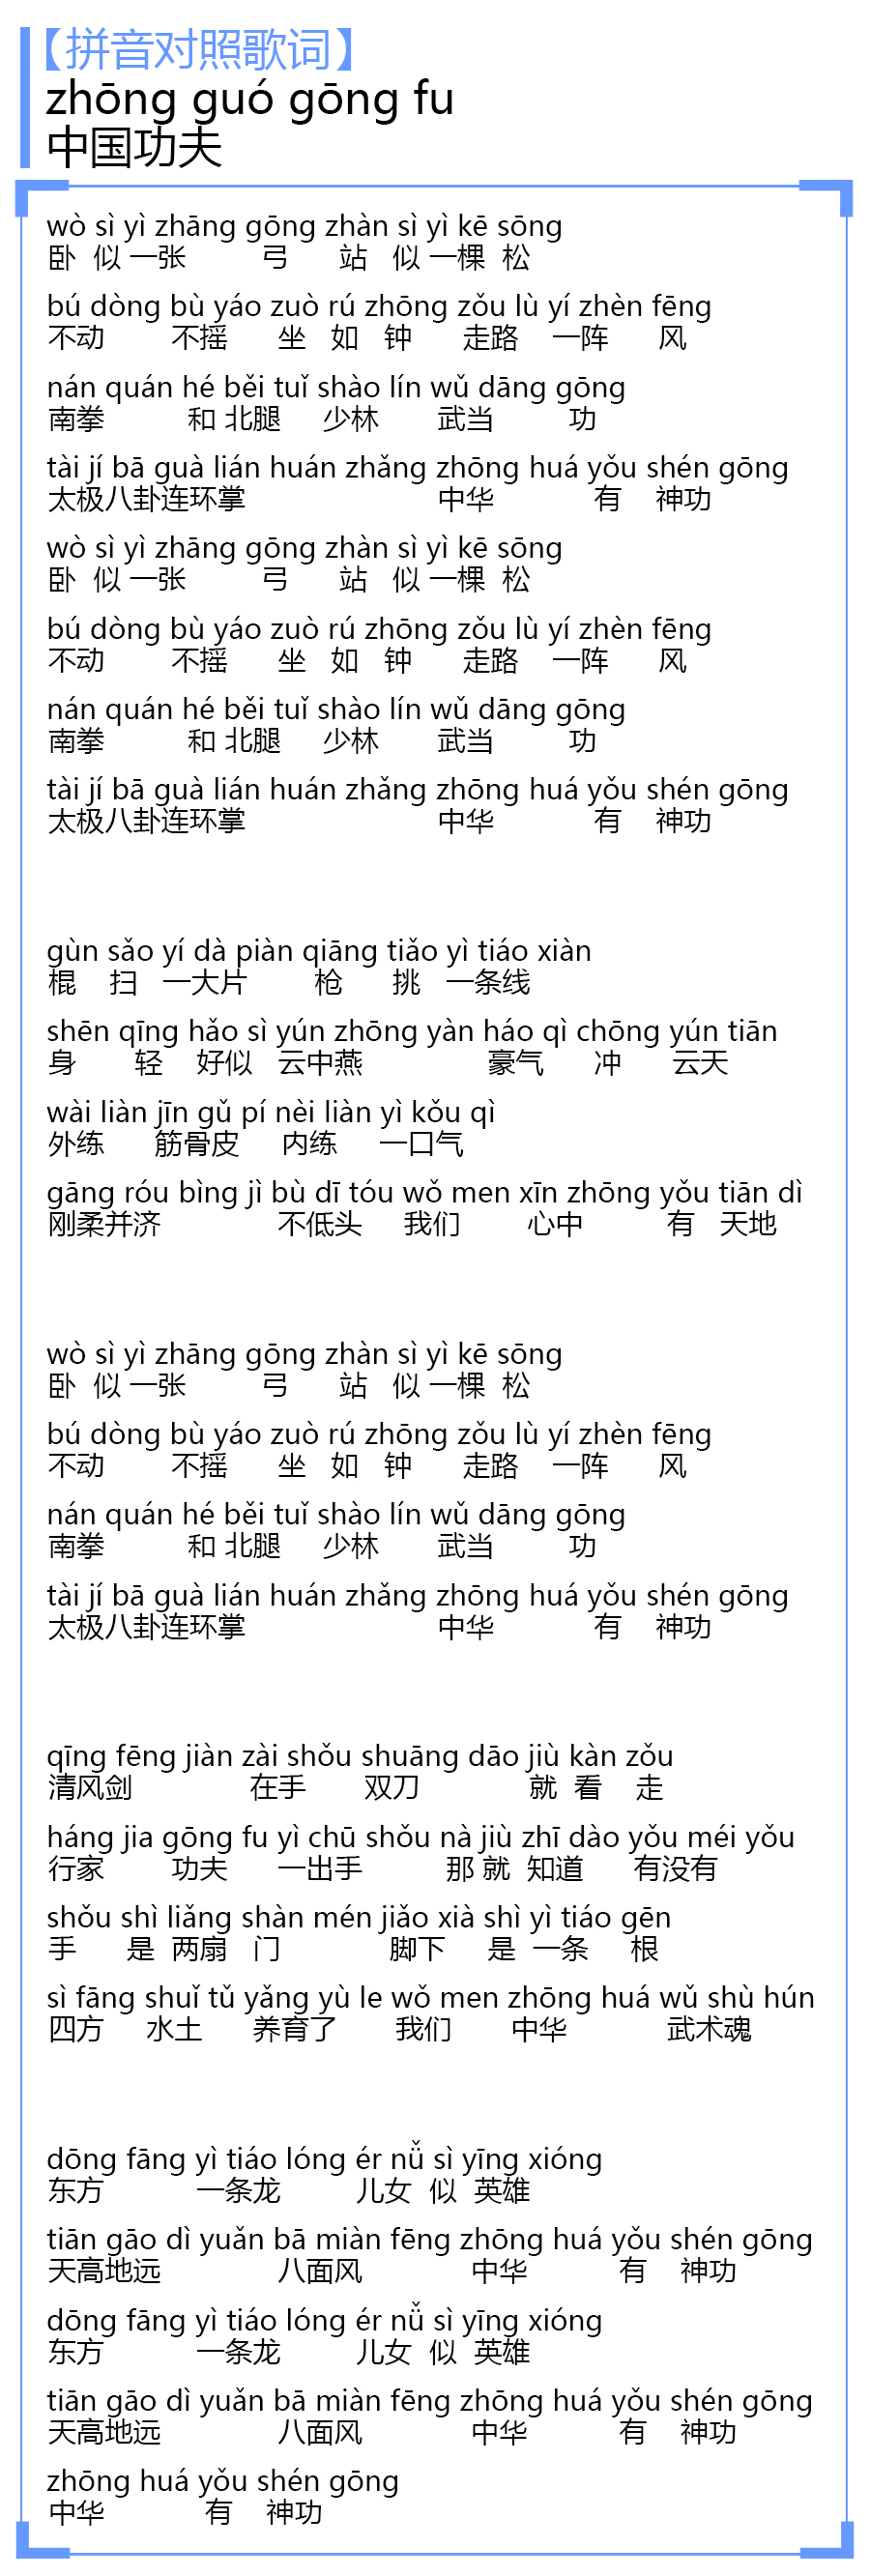 【拼音对照歌词】
zhōng guó gōng fu
中国功夫
wò sì yì zhāng gōng zhàn sì yì kē sōng
卧 似 一张 弓 站 似 一棵 松
bú dòng bù yáo zuò rú zhōng zǒu lù yí zhèn fēng
不动 不摇 坐 如 钟 走路 一阵 风
nán quán hé běi tuǐ shào lín wǔ dāng gōng
南拳 和 北腿 少林 武当 功
tài jí bā guà lián huán zhǎng zhōng huá yǒu shén gōng
太极八卦连环掌 中华 有 神功
wò sì yì zhāng gōng zhàn sì yì kē sōng
卧 似 一张 弓 站 似 一棵 松
bú dòng bù yáo zuò rú zhōng zǒu lù yí zhèn fēng
不动 不摇 坐 如 钟 走路 一阵 风
nán quán hé běi tuǐ shào lín wǔ dāng gōng
南拳 和 北腿 少林 武当 功
tài jí bā guà lián huán zhǎng zhōng huá yǒu shén gōng
太极八卦连环掌 中华 有 神功
gùn sǎo yí dà piàn qiāng tiǎo yì tiáo xiàn
棍 扫 一大片 枪 挑 一条线
shēn qīng hǎo sì yún zhōng yàn háo qì chōng yún tiān
身 轻 好似 云中燕 豪气 冲 云天
wài liàn jīn gǔ pí nèi liàn yì kǒu qì
外练 筋骨皮 内练 一口气
gāng róu bìng jì bù dī tóu wǒ men xīn zhōng yǒu tiān dì
刚柔并济 不低头 我们 心中 有 天地
wò sì yì zhāng gōng zhàn sì yì kē sōng
卧 似 一张 弓 站 似 一棵 松
bú dòng bù yáo zuò rú zhōng zǒu lù yí zhèn fēng
不动 不摇 坐 如 钟 走路 一阵 风
nán quán hé běi tuǐ shào lín wǔ dāng gōng
南拳 和 北腿 少林 武当 功
tài jí bā guà lián huán zhǎng zhōng huá yǒu shén gōng
太极八卦连环掌 中华 有 神功
qīng fēng jiàn zài shǒu shuāng dāo jiù kàn zǒu
清风剑 在手 双刀 就 看 走
háng jia gōng fu yì chū shǒu nà jiù zhī dào yǒu méi yǒu
行家 功夫 一出手 那 就 知道 有没有
shǒu shì liǎng shàn mén jiǎo xià shì yì tiáo gēn
手 是 两扇 门 脚下 是 一条 根
sì fāng shuǐ tǔ yǎng yù le wǒ men zhōng huá wǔ shù hún
四方 水土 养育了 我们 中华 武术魂
dōng fāng yì tiáo lóng ér nǚ sì yīng xióng
东方 一条龙 儿女 似 英雄
tiān gāo dì yuǎn bā miàn fēng zhōng huá yǒu shén gōng
天高地远 八面风 中华 有 神功
dōng fāng yì tiáo lóng ér nǚ sì yīng xióng
东方 一条龙 儿女 似 英雄
tiān gāo dì yuǎn bā miàn fēng zhōng huá yǒu shén gōng
天高地远 八面风 中华 有 神功
zhōng huá yǒu shén gōng
中华 有 神功